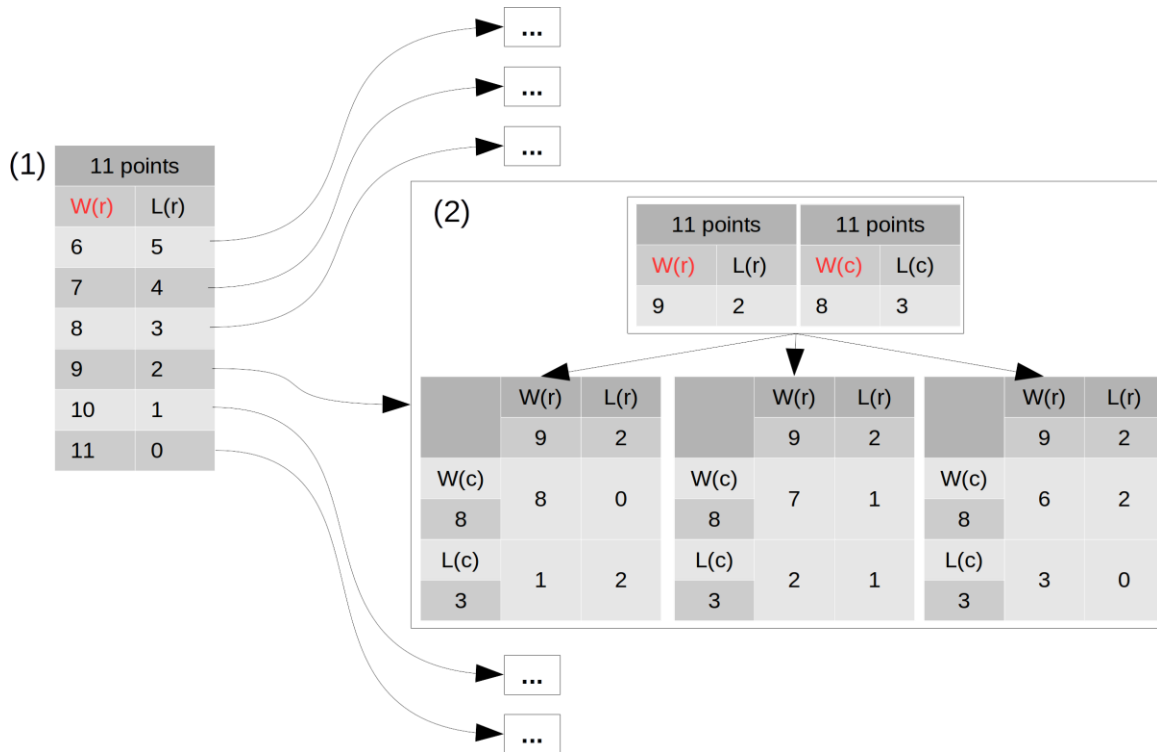 ...
...
...
(1)
11 points
W(r) L(r)
6 5
7 4
8 3
9 2
10 1
11 0
(2)
11 points 11 points
W(r) L(r) W(c) L(c)
9 2 8 3
W(r) L(r)
9 2
W(c)
8 0
8
L(c)
1 2
3
W(r) L(r)
9 2
W(c)
7 1
8
L(c)
2 1
3
W(r) L(r)
9 2
W(c)
6 2
8
L(c)
3 0
3
...
...